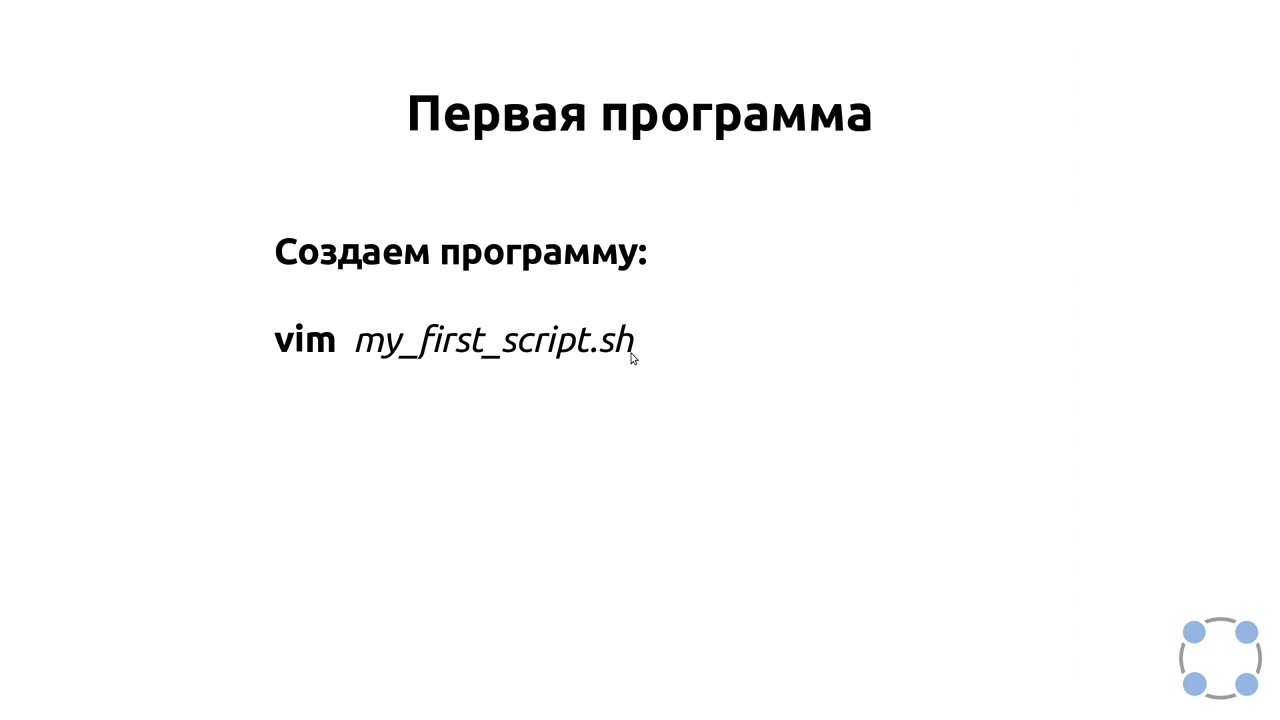 Первая программа
Создаем программу:
vim my_first_script.sh